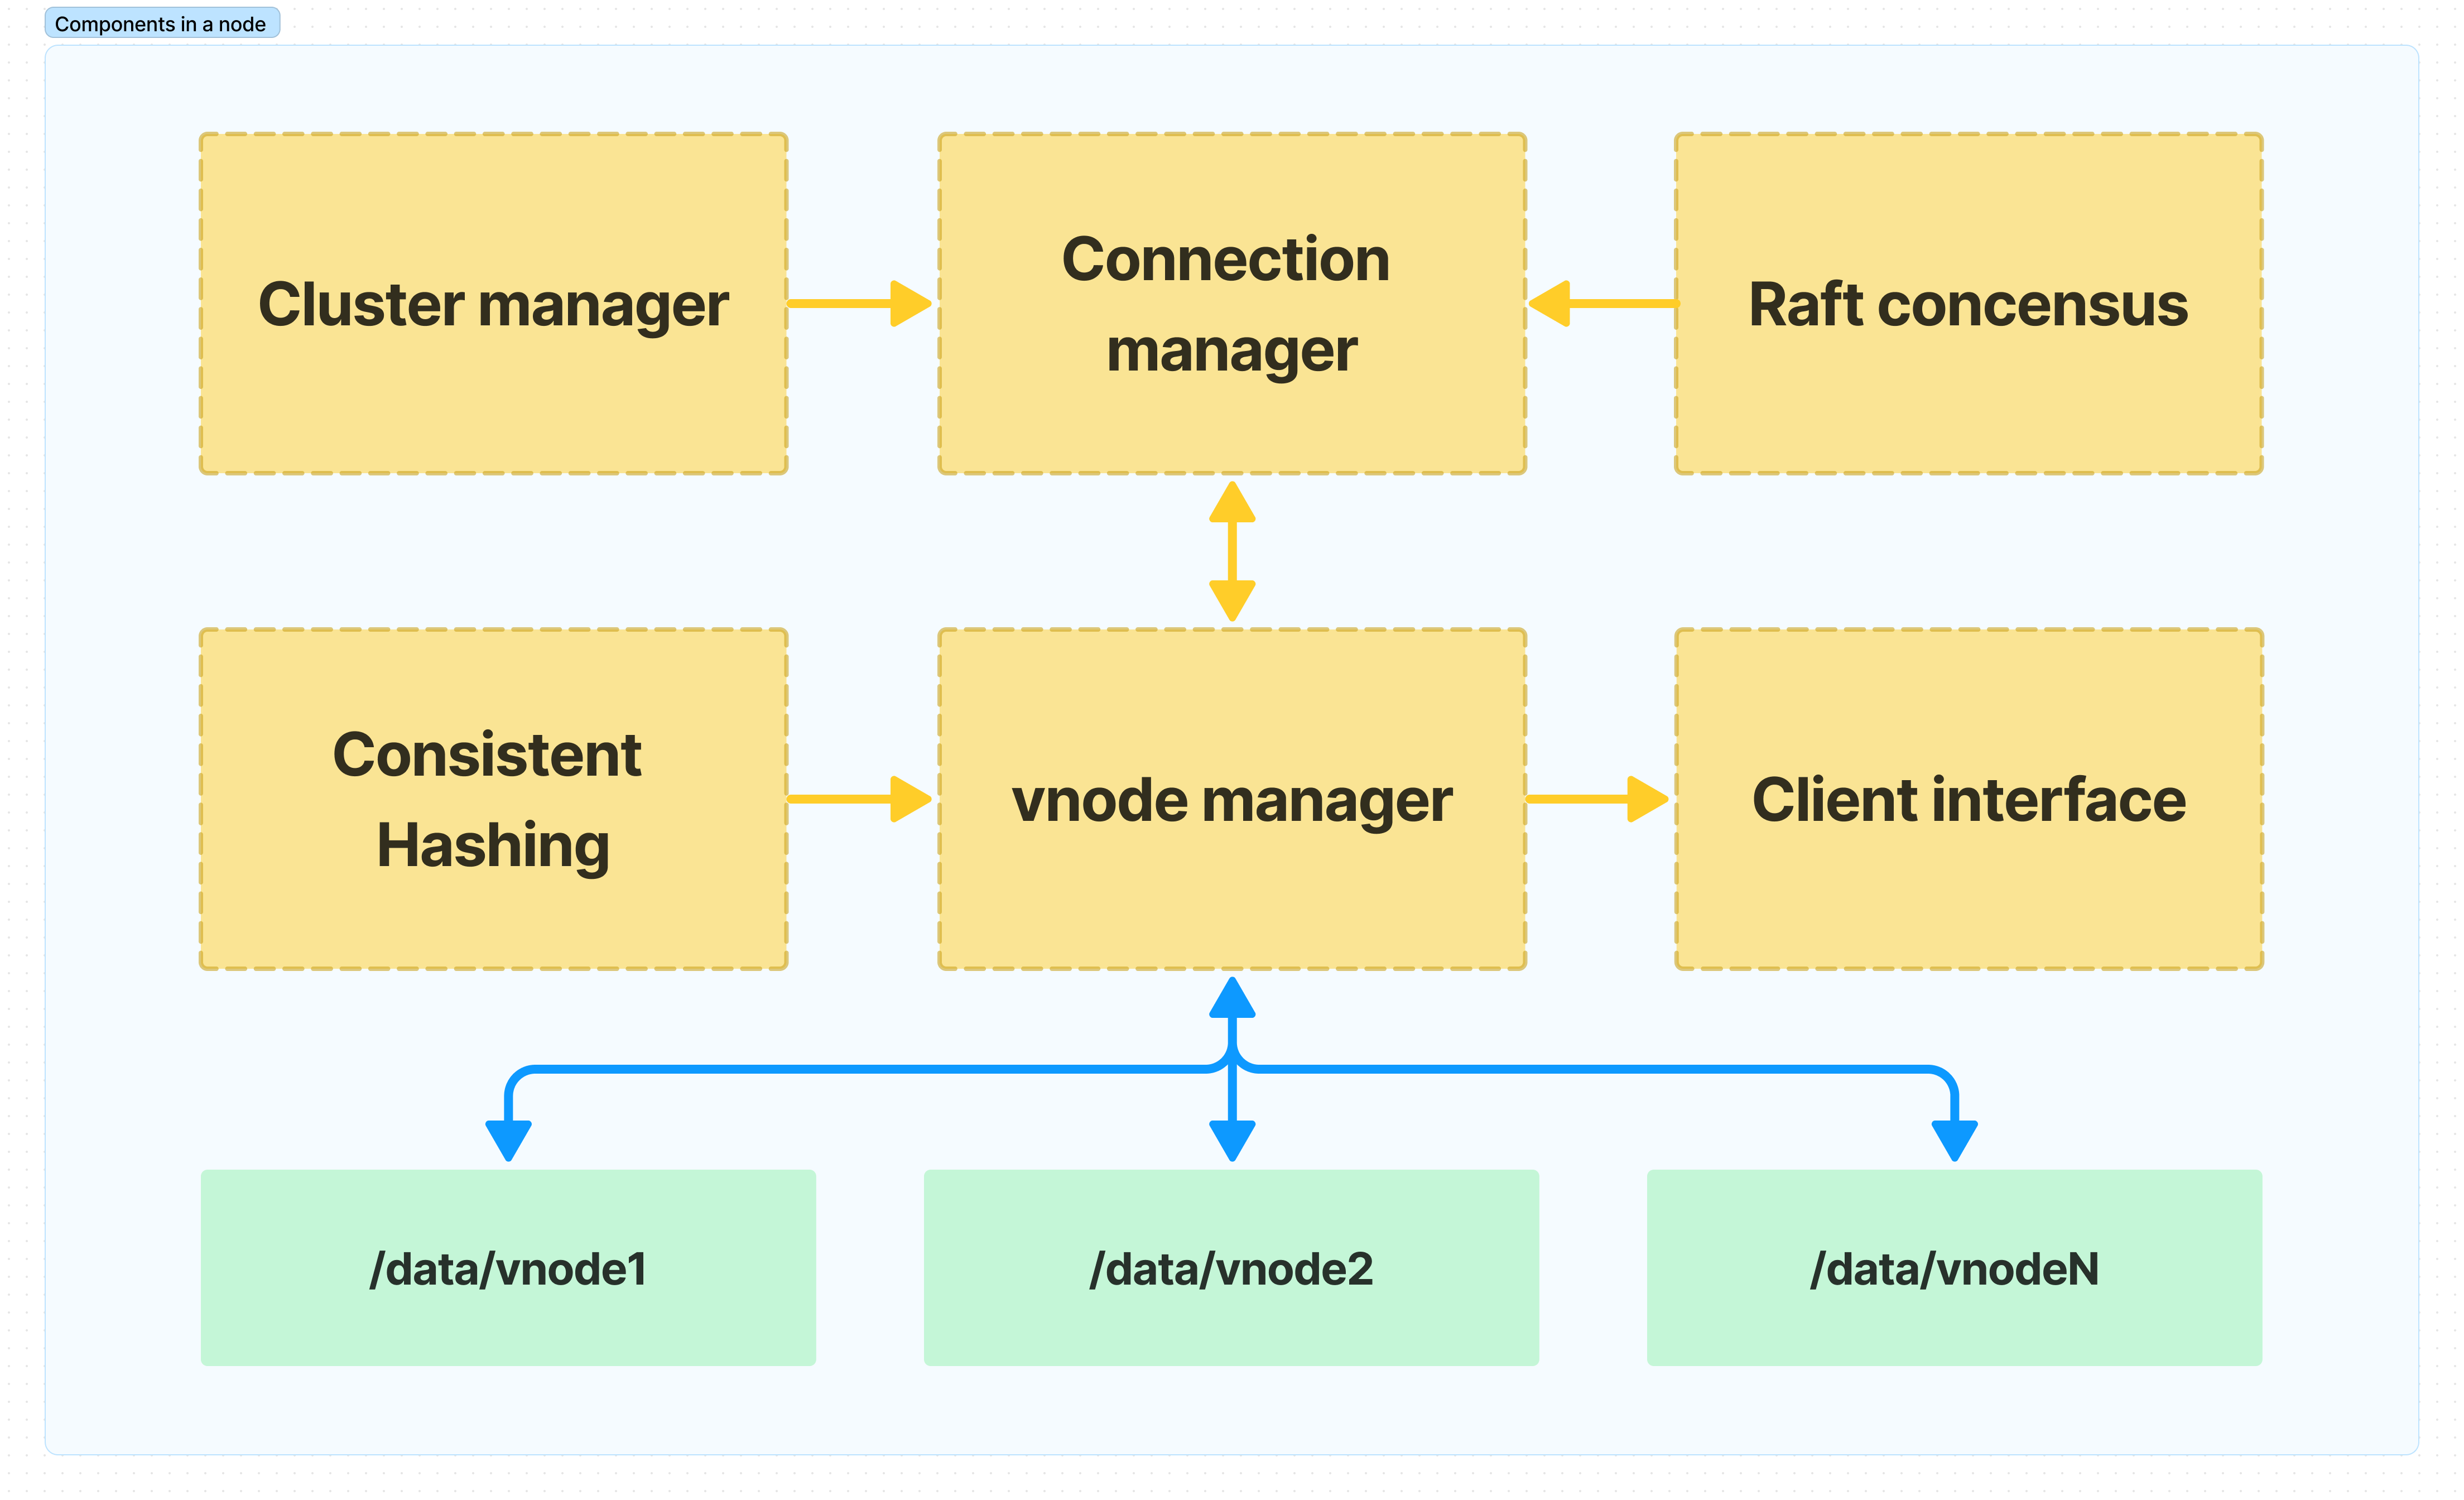 Components in a node
Cluster manager
Connection
manager
Raft concensus
Consistent
Hashing
vnode manager
Client interface
/data/vnode1
/data/vnode2
/data/vnodeN